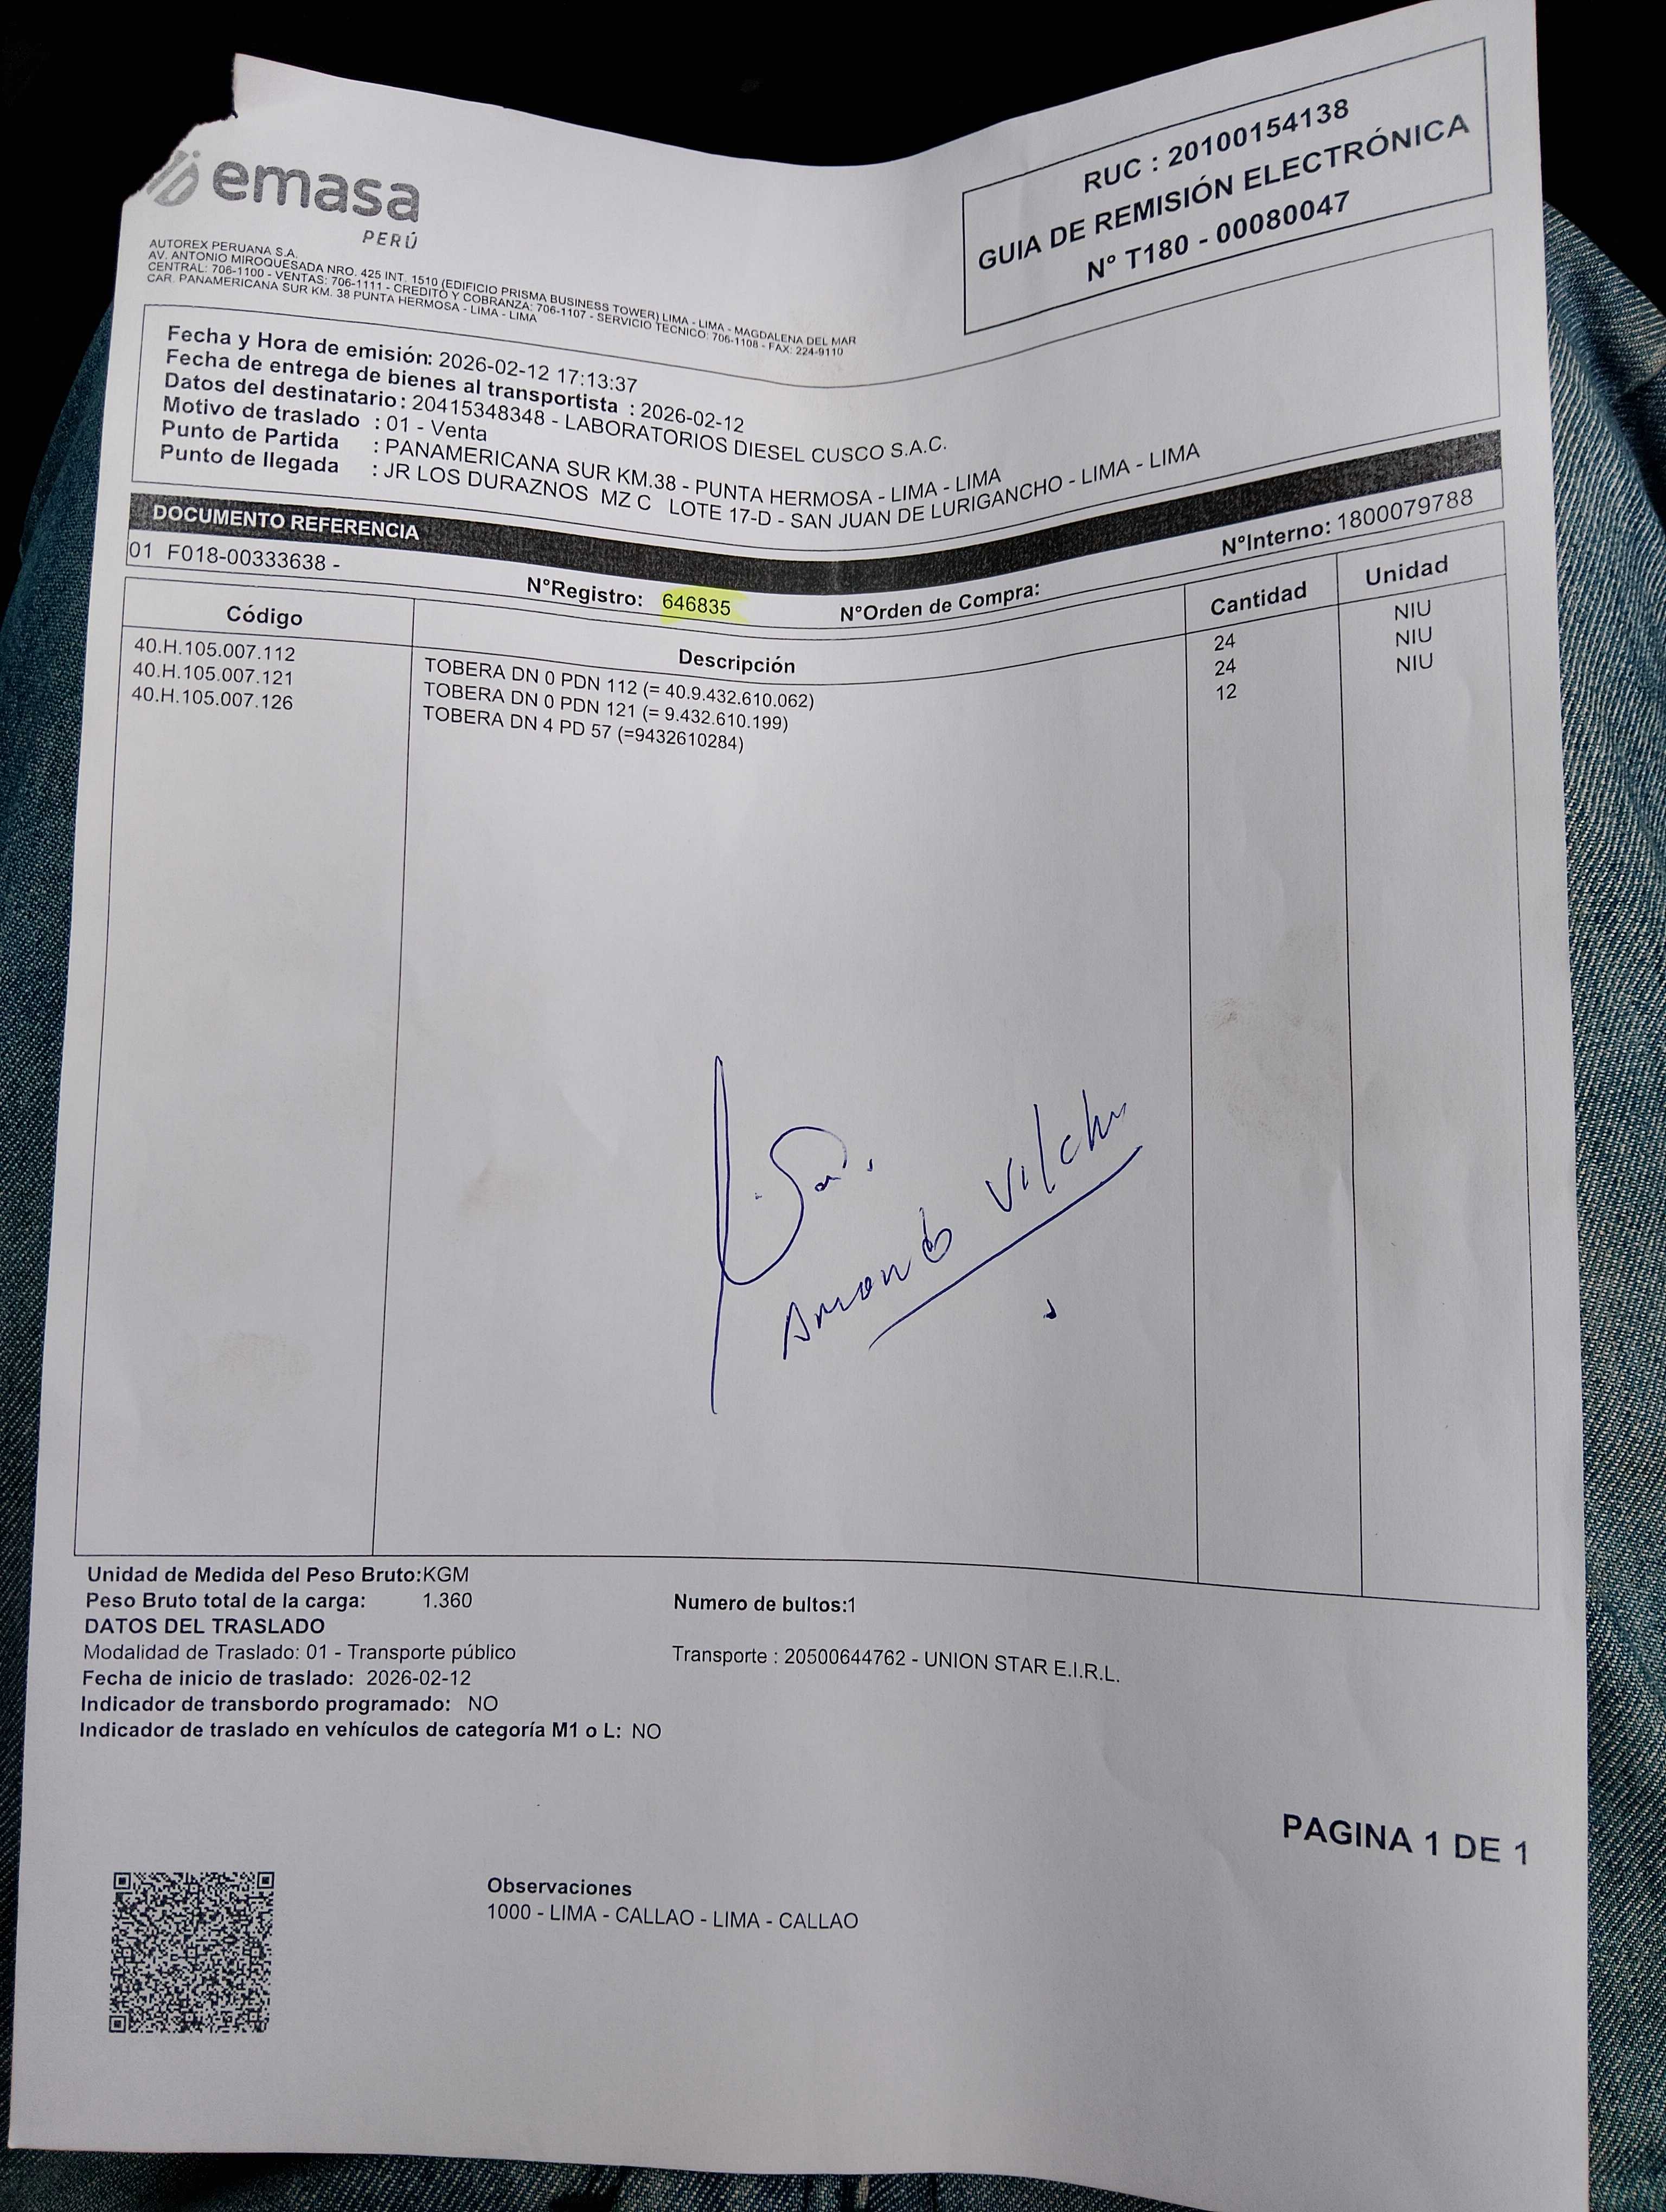 emasa
PERÚ
RUC : 20100154138
GUIA DE REMISIÓN ELECTRÓNICA
N° T180 - 00080047
AUTOREX PERUANA S.A.
AV. ANTONIO MIROQUESADA NRO. 425 INT. 1510 (EDIFICIO PRISMA BUSINESS TOWER) LIMA - LIMA - MAGDALENA DEL MAR
CENTRAL: 706-1100 - VENTAS: 706-1111 - CREDITO Y COBRANZA: 706-1107 - SERVICIO TECNICO: 706-1108 - FAX: 224-9110
CAR. PANAMERICANA SUR KM. 38 PUNTA HERMOSA - LIMA - LIMA
Fecha y Hora de emisión: 2026-02-12 17:13:37
Fecha de entrega de bienes al transportista : 2026-02-12
Datos del destinatario: 20415348348 - LABORATORIOS DIESEL CUSCO S.A.C.
Motivo de traslado : 01 - Venta
Punto de Partida : PANAMERICANA SUR KM.38 - PUNTA HERMOSA - LIMA - LIMA
Punto de llegada : JR LOS DURAZNOS MZ C LOTE 17-D - SAN JUAN DE LURIGANCHO - LIMA - LIMA
DOCUMENTO REFERENCIA
01 F018-00333638 - N°Registro: 646835 N°Orden de Compra: N°Interno: 1800079788
Código Descripción Cantidad Unidad
40.H.105.007.112 TOBERA DN 0 PDN 112 (= 40.9.432.610.062) 24 NIU
40.H.105.007.121 TOBERA DN 0 PDN 121 (= 9.432.610.199) 24 NIU
40.H.105.007.126 TOBERA DN 4 PD 57 (=9432610284) 12 NIU
Unidad de Medida del Peso Bruto:KGM
Peso Bruto total de la carga: 1.360 Numero de bultos:1
DATOS DEL TRASLADO
Modalidad de Traslado: 01 - Transporte público Transporte : 20500644762 - UNION STAR E.I.R.L.
Fecha de inicio de traslado: 2026-02-12
Indicador de transbordo programado: NO
Indicador de traslado en vehículos de categoría M1 o L: NO
PAGINA 1 DE 1
Observaciones
1000 - LIMA - CALLAO - LIMA - CALLAO